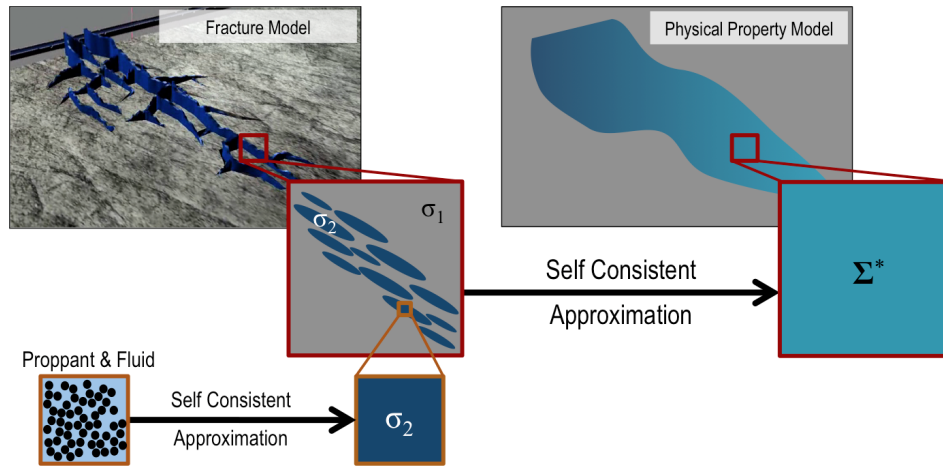 Fracture Model
Physical Property Model
σ₁
σ₂
Self Consistent
Approximation
Σ*
Proppant & Fluid
Self Consistent
Approximation
σ₂